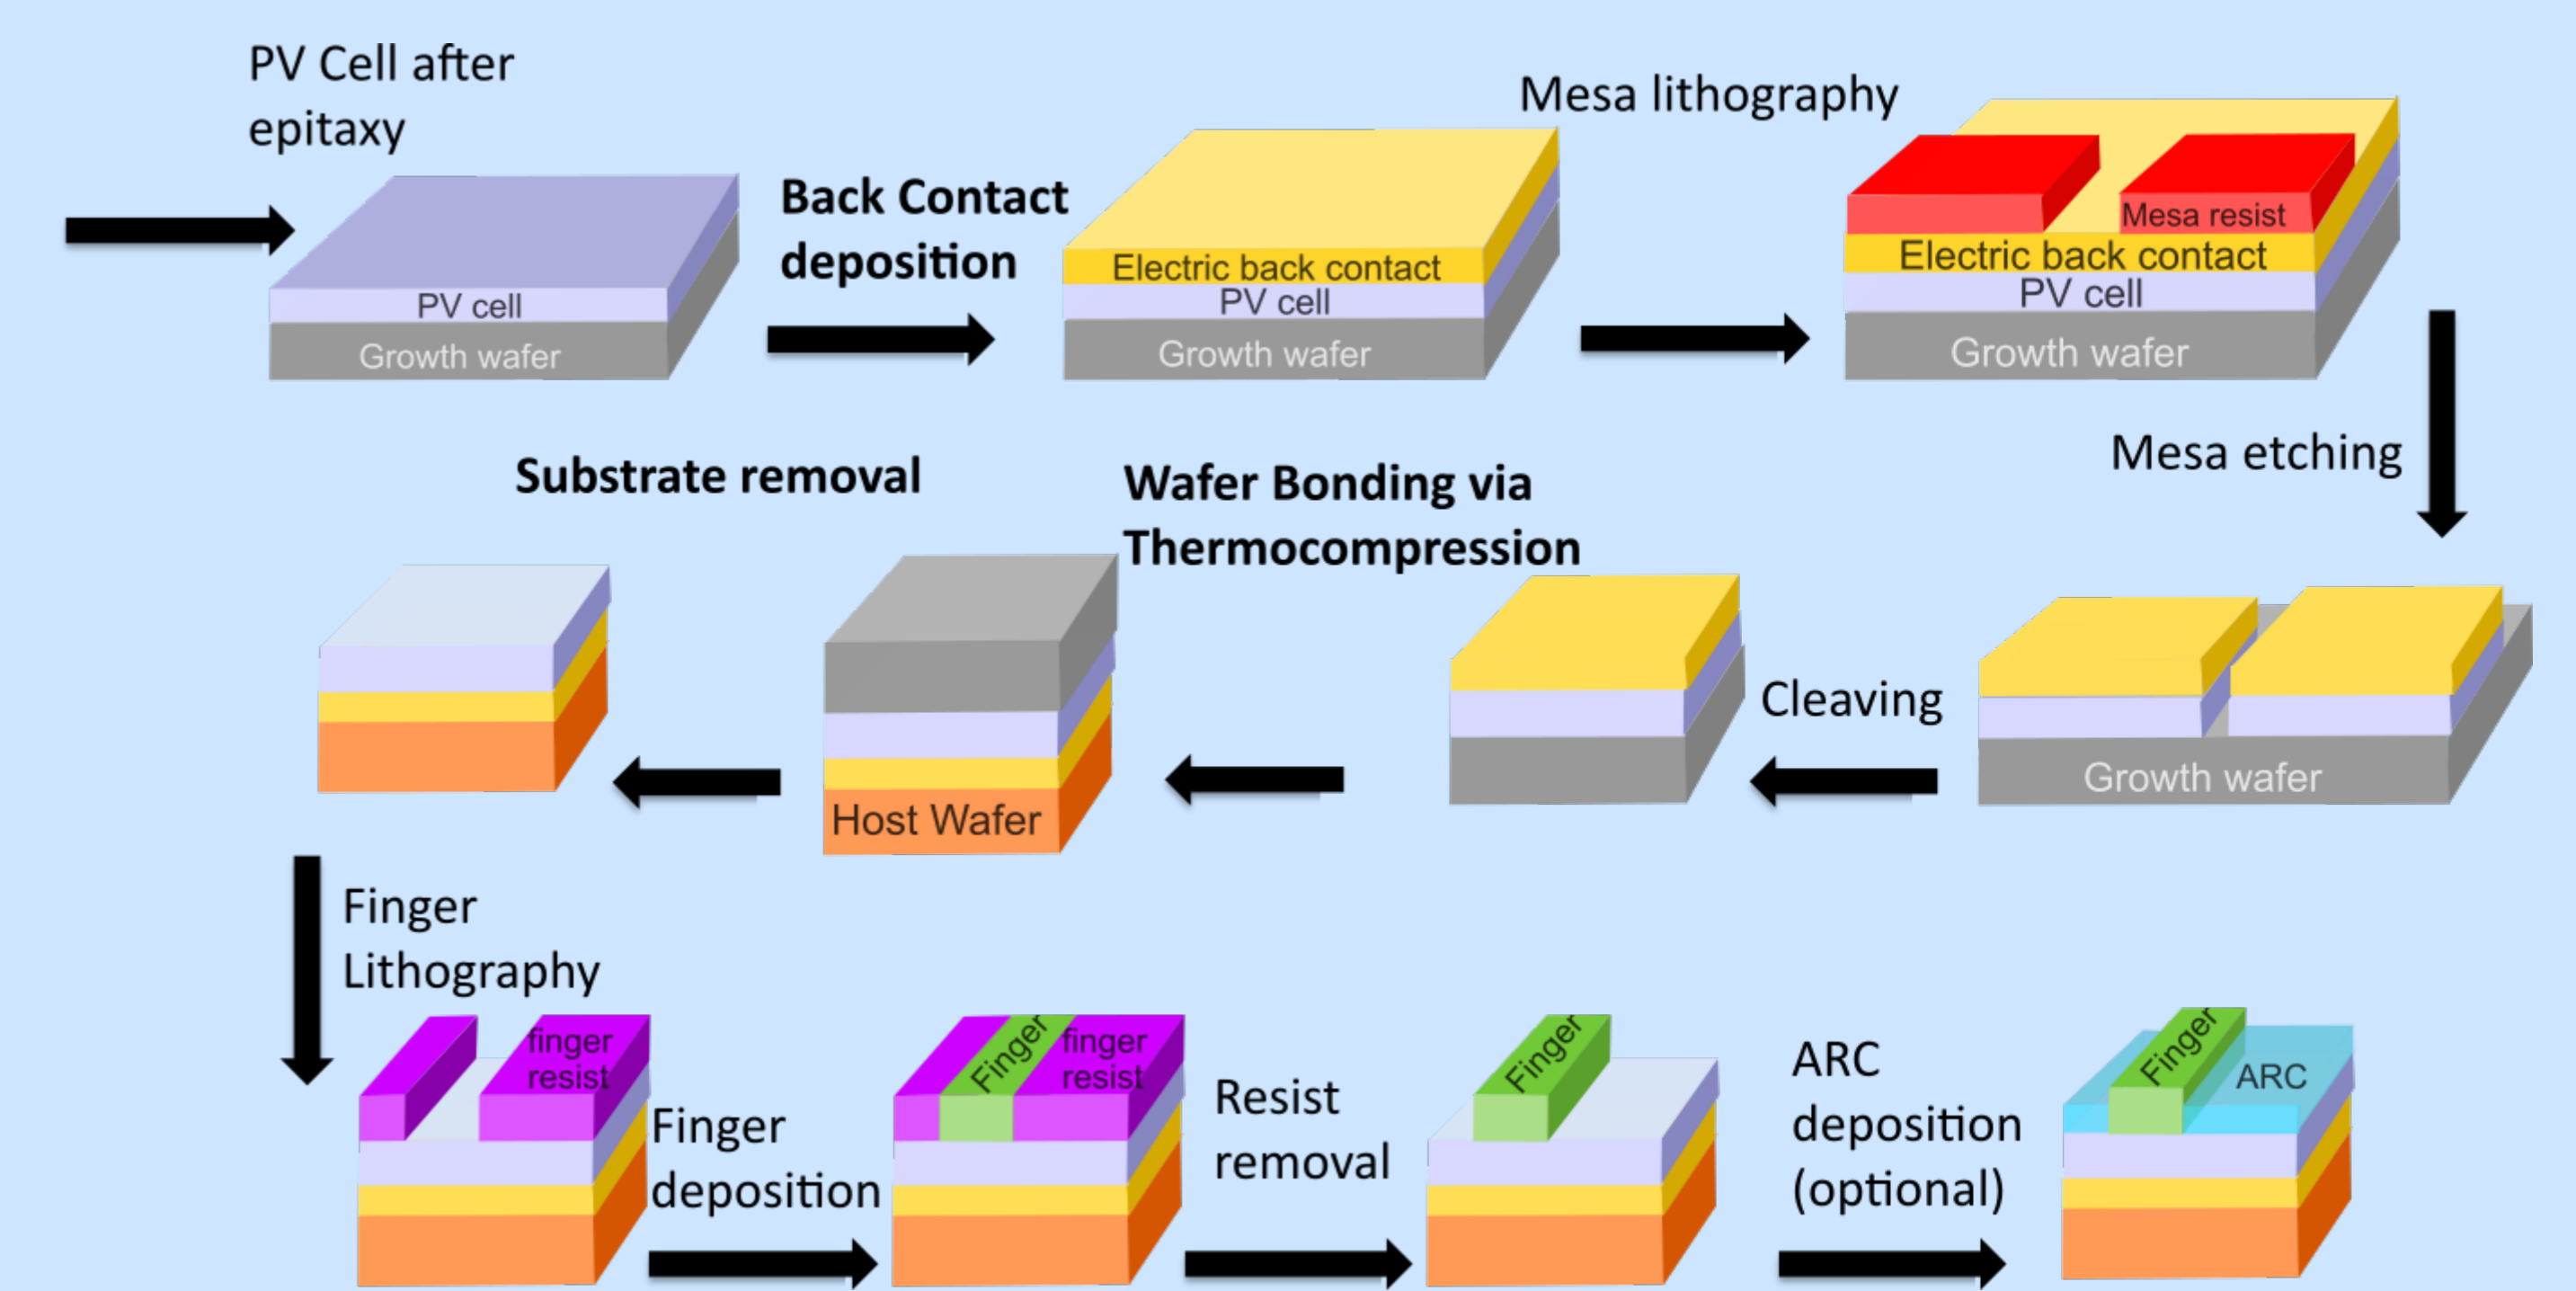 PV Cell after
epitaxy
PV cell
Growth wafer
Back Contact
deposition
Electric back contact
PV cell
Growth wafer
Mesa lithography
Mesa resist
Electric back contact
PV cell
Growth wafer
Mesa etching
Growth wafer
Cleaving
Wafer Bonding via
Thermocompression
Host Wafer
Substrate removal
Finger
Lithography
finger
resist
Finger
deposition
Finger
finger
resist
Resist
removal
Finger
ARC
deposition
(optional)
Finger
ARC